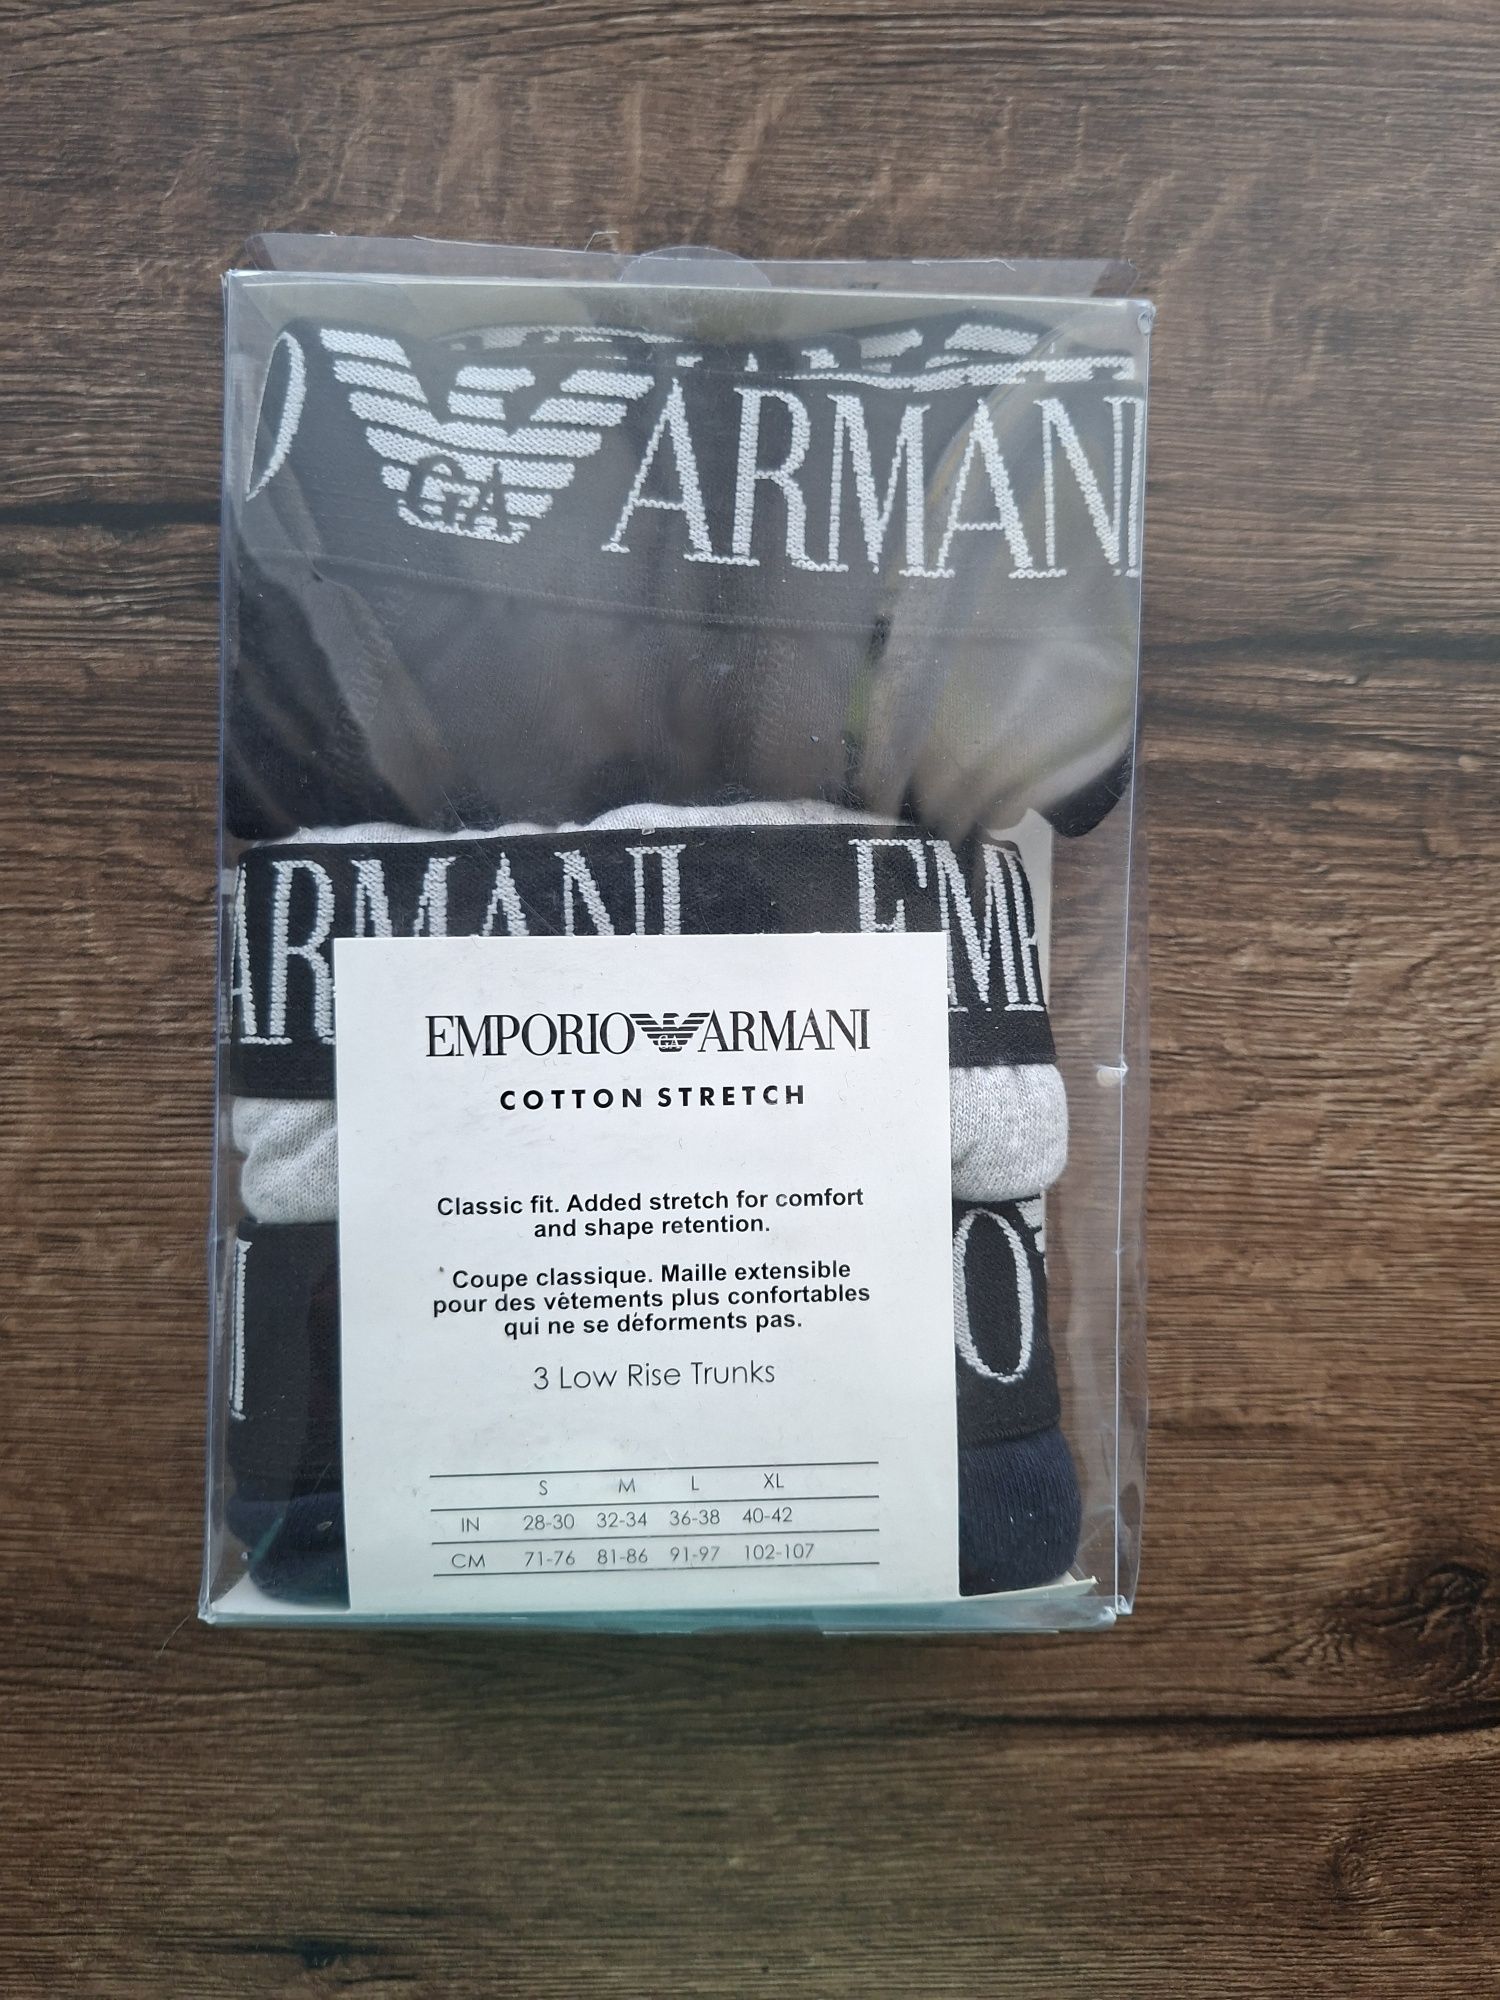 GA ARMANI
ARMANI EMP
EMPORIO GA ARMANI
COTTON STRETCH
Classic fit. Added stretch for comfort
and shape retention.
Coupe classique. Maille extensible
pour des vêtements plus confortables
qui ne se déforments pas.
3 Low Rise Trunks
S M L XL
IN 28-30 32-34 36-38 40-42
CM 71-76 81-86 91-97 102-107